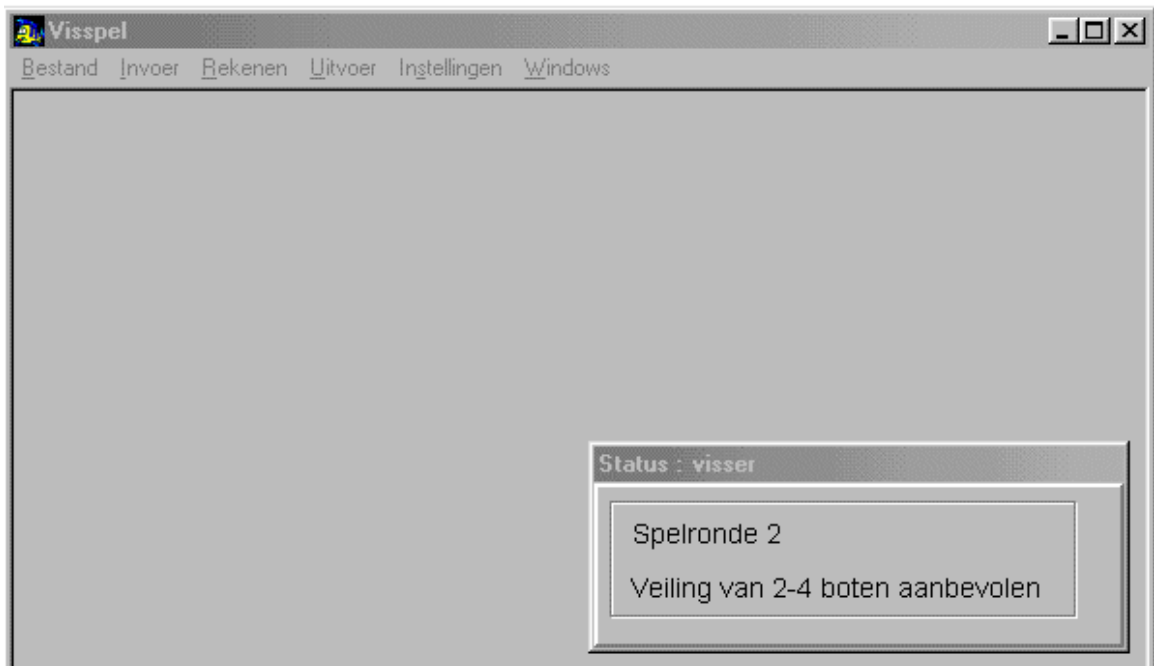 Visspel
Bestand Invoer Rekenen Uitvoer Instellingen Windows
Status : visser
Spelronde 2
Veiling van 2-4 boten aanbevolen